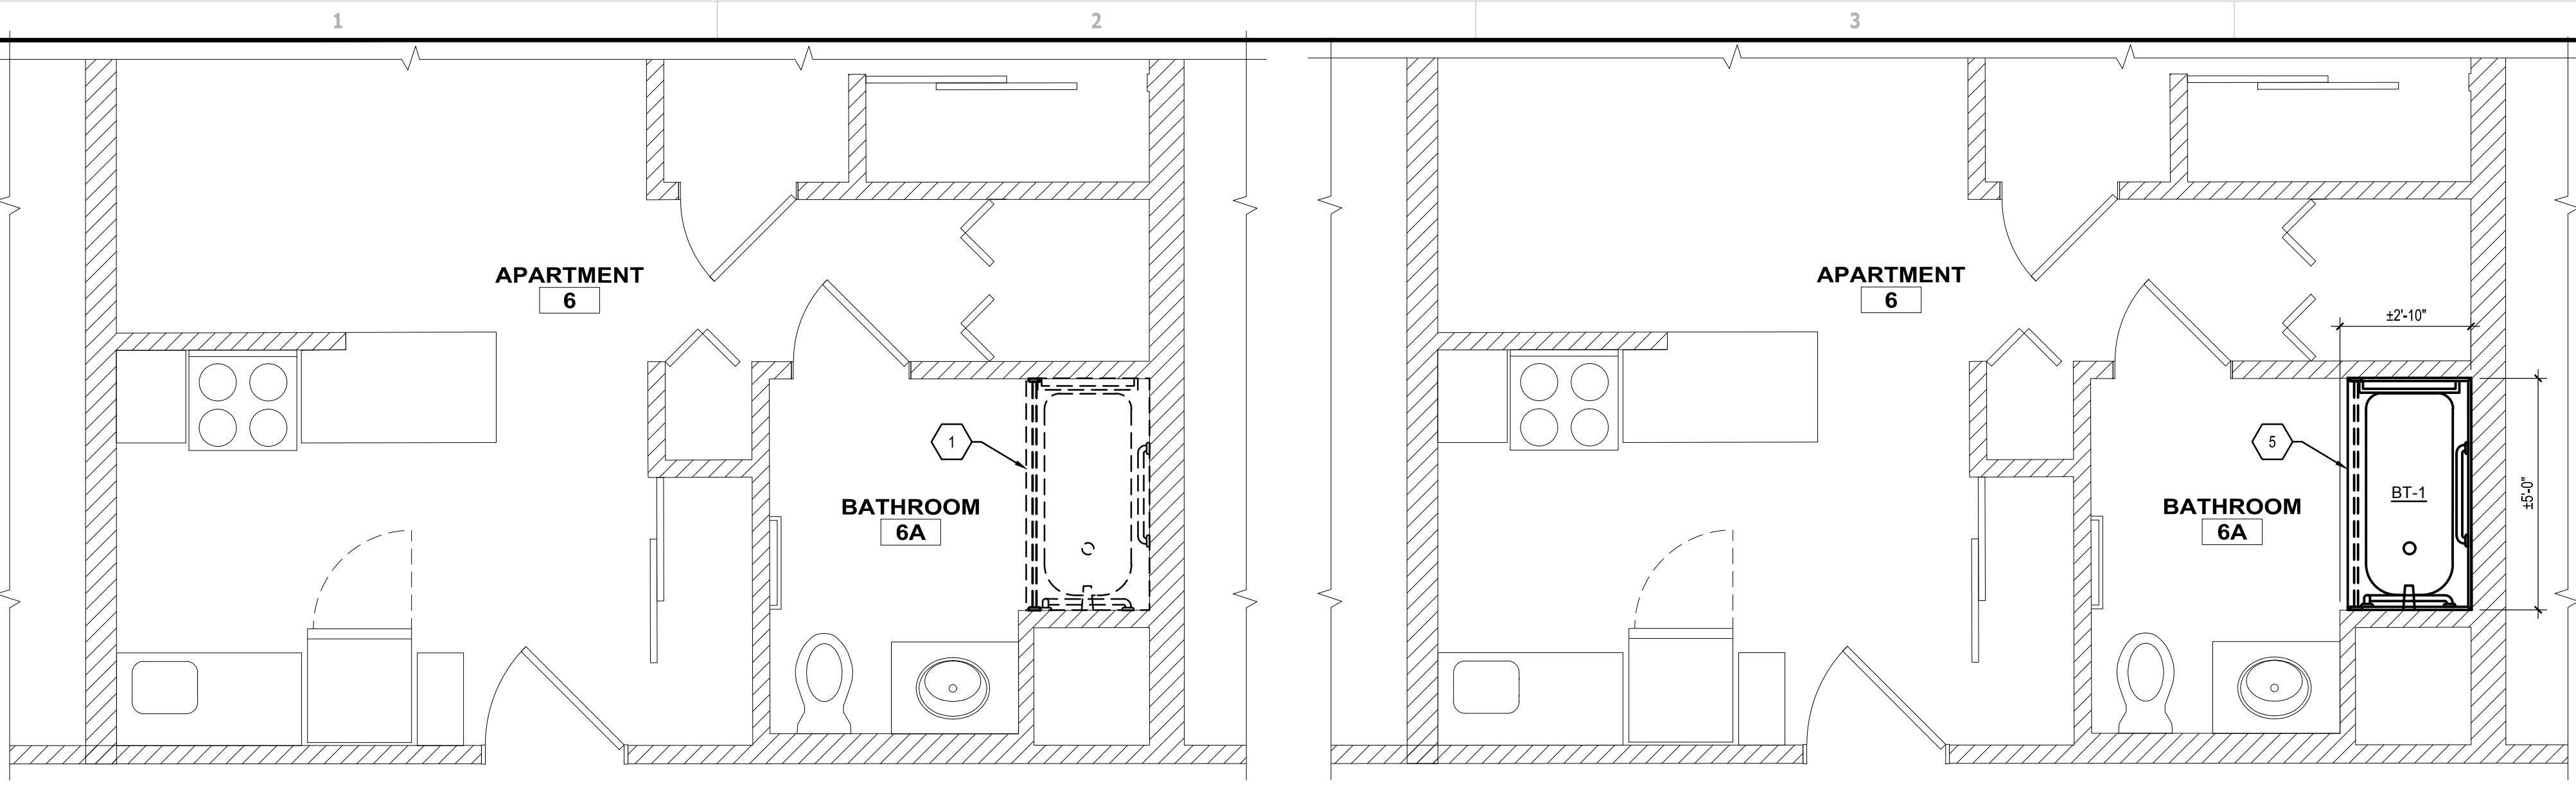 1 2 3
APARTMENT
6
1
BATHROOM
6A
APARTMENT
6
±2'-10"
5
BT-1
±5'-0"
BATHROOM
6A